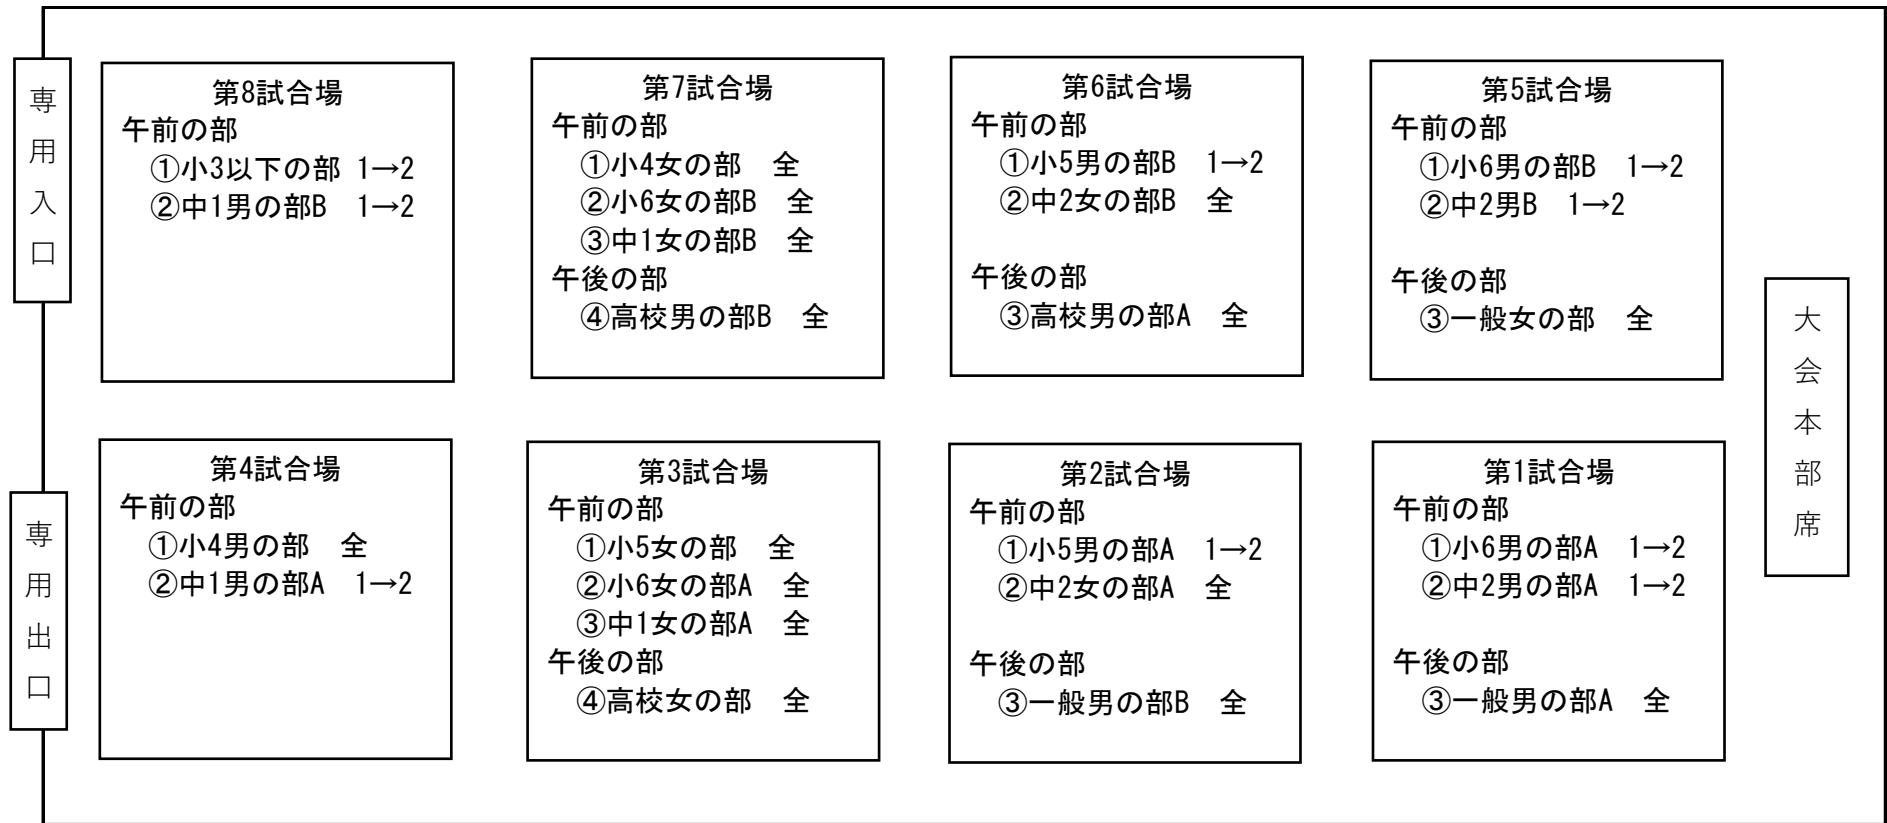 専用入口
第8試合場
午前の部
①小3以下の部 1→2
②中1男の部B 1→2
第7試合場
午前の部
①小4女の部 全
②小6女の部B 全
③中1女の部B 全
午後の部
④高校男の部B 全
第6試合場
午前の部
①小5男の部B 1→2
②中2女の部B 全
午後の部
③高校男の部A 全
第5試合場
午前の部
①小6男の部B 1→2
②中2男B 1→2
午後の部
③一般女の部 全
大会本部席
専用出口
第4試合場
午前の部
①小4男の部 全
②中1男の部A 1→2
第3試合場
午前の部
①小5女の部 全
②小6女の部A 全
③中1女の部A 全
午後の部
④高校女の部 全
第2試合場
午前の部
①小5男の部A 1→2
②中2女の部A 全
午後の部
③一般男の部B 全
第1試合場
午前の部
①小6男の部A 1→2
②中2男の部A 1→2
午後の部
③一般男の部A 全